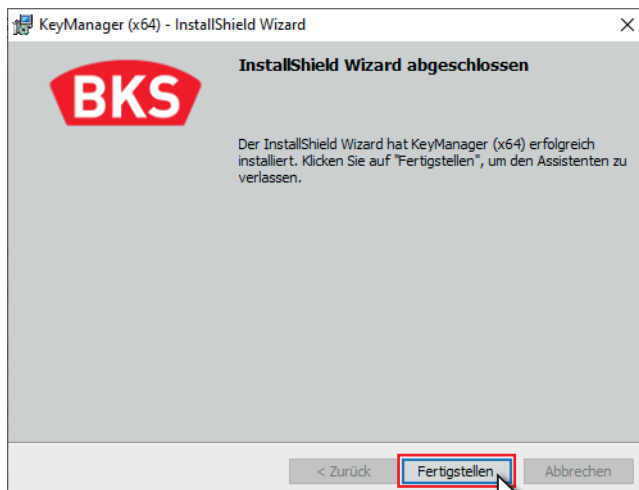 KeyManager (x64) - InstallShield Wizard
BKS
InstallShield Wizard abgeschlossen
Der InstallShield Wizard hat KeyManager (x64) erfolgreich
installiert. Klicken Sie auf "Fertigstellen", um den Assistenten zu
verlassen.
< Zurück Fertigstellen Abbrechen